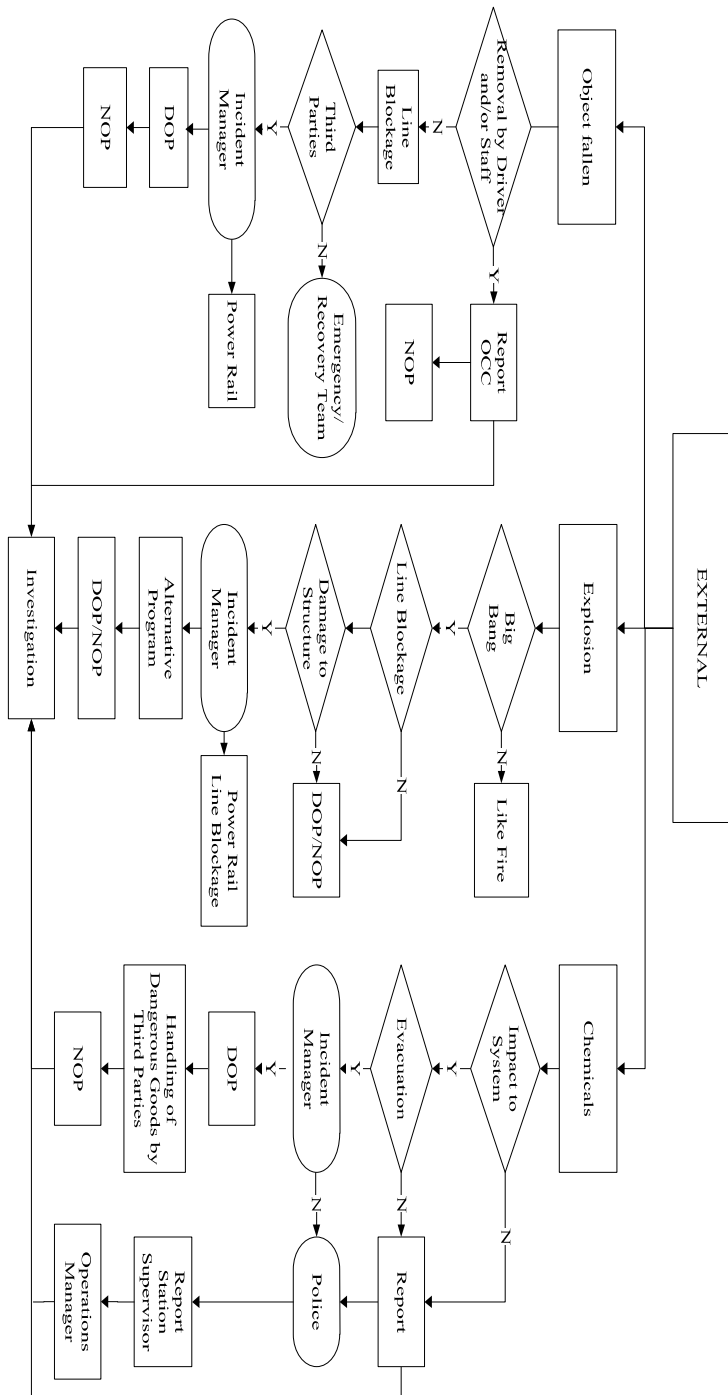 EXTERNAL
Object fallen
Removal by Driver
and/or Staff
Y
N
Report
OCC
NOP
Line
Blockage
Third
Parties
N
Y
Emergency/
Recovery Team
Incident
Manager
Power Rail
DOP
NOP
Explosion
Big
Bang
N
Y
Like Fire
Line Blockage
N
Damage to
Structure
N
Y
DOP/NOP
Incident
Manager
Power Rail
Line Blockage
Alternative
Program
DOP/NOP
Investigation
Chemicals
Impact to
System
N
Y
Evacuation
N
Y
Report
Incident
Manager
N
Y
Police
DOP
Report
Station
Supervisor
Handling of
Dangerous Goods by
Third Parties
NOP
Operations
Manager